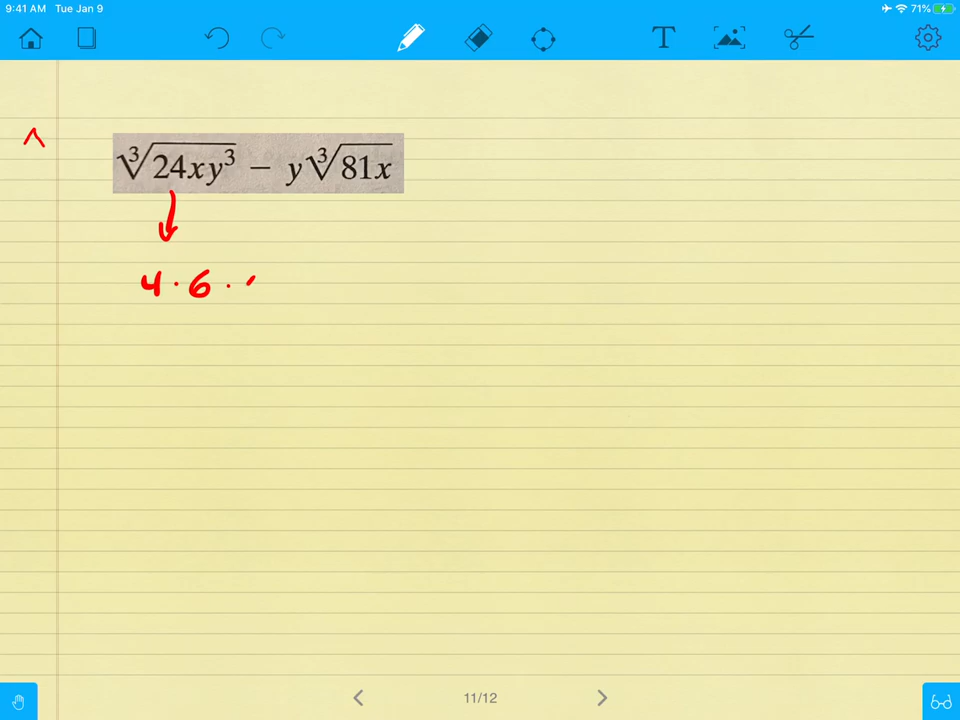 9:41 AM Tue Jan 9 71%
T
∛(24xy³) − y∛(81x)
4 · 6 ·
11/12